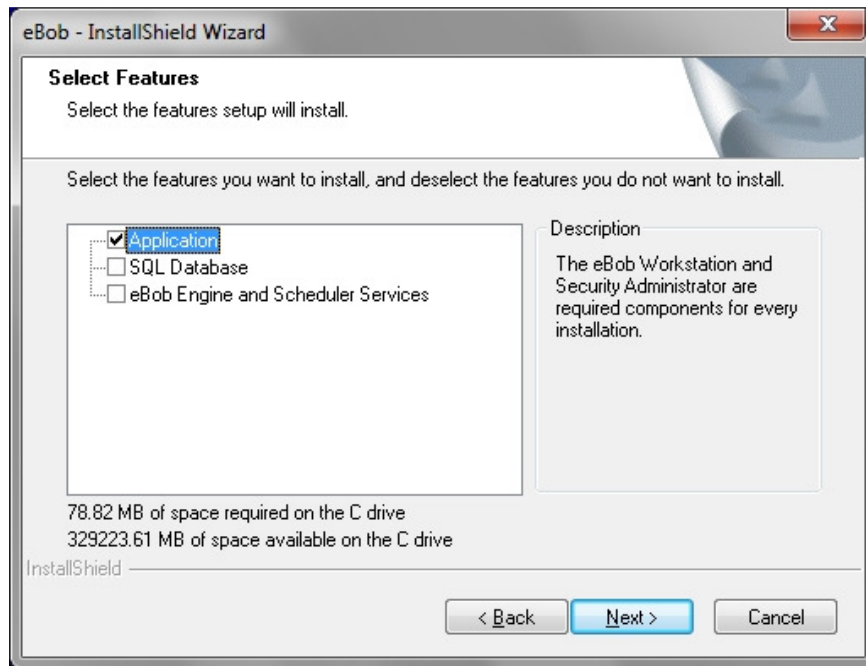 eBob - InstallShield Wizard
Select Features
Select the features setup will install.
Select the features you want to install, and deselect the features you do not want to install.
Application
SQL Database
eBob Engine and Scheduler Services
Description
The eBob Workstation and
Security Administrator are
required components for every
installation.
78.82 MB of space required on the C drive
329223.61 MB of space available on the C drive
InstallShield
< Back
Next >
Cancel